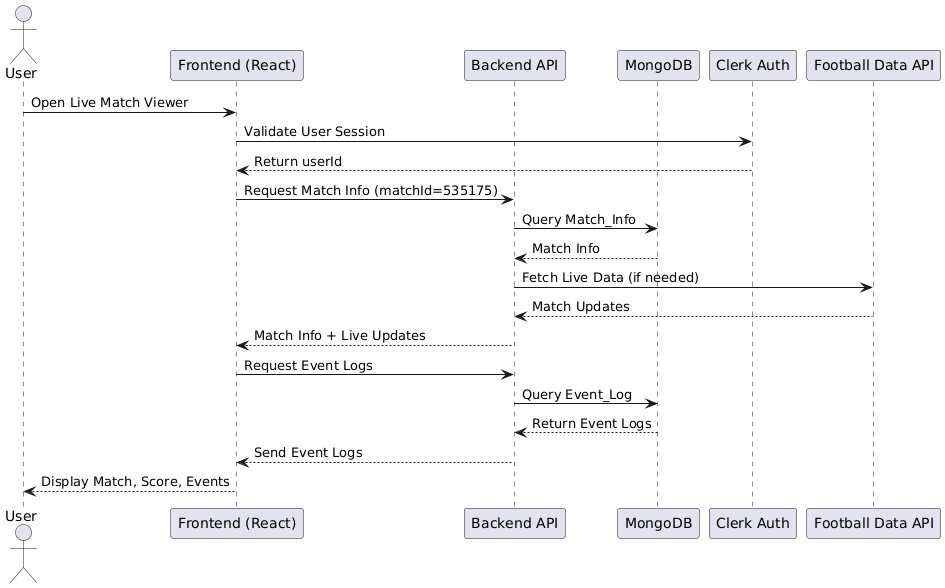 User
Frontend (React)
Backend API
MongoDB
Clerk Auth
Football Data API
Open Live Match Viewer
Validate User Session
Return userId
Request Match Info (matchId=535175)
Query Match_Info
Match Info
Fetch Live Data (if needed)
Match Updates
Match Info + Live Updates
Request Event Logs
Query Event_Log
Return Event Logs
Send Event Logs
Display Match, Score, Events
User
Frontend (React)
Backend API
MongoDB
Clerk Auth
Football Data API